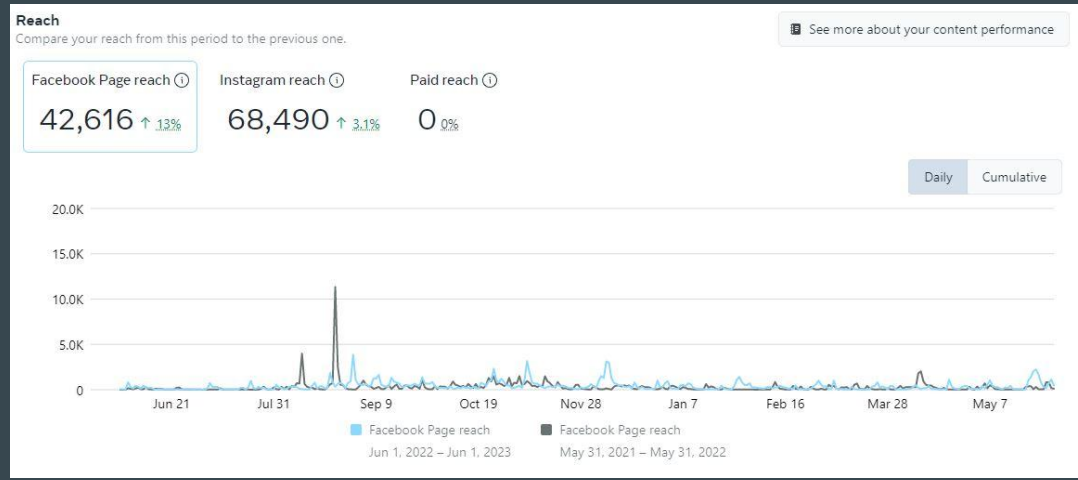 Reach
Compare your reach from this period to the previous one.
See more about your content performance
Facebook Page reach
42,616 ↑ 13%
Instagram reach
68,490 ↑ 3.1%
Paid reach
0 0%
Daily
Cumulative
20.0K
15.0K
10.0K
5.0K
0
Jun 21 Jul 31 Sep 9 Oct 19 Nov 28 Jan 7 Feb 16 Mar 28 May 7
Facebook Page reach
Jun 1, 2022 – Jun 1, 2023
Facebook Page reach
May 31, 2021 – May 31, 2022